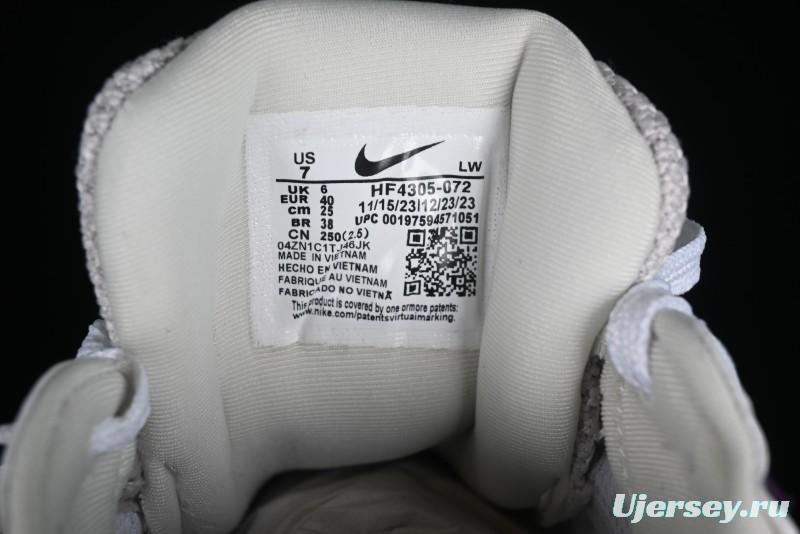 US
7
LW
UK 6
EUR 40
cm 25
BR 38
CN 250(2.5)
HF4305-072
11/15/23|12/23/23
UPC 00197594571051
04ZN1C1TJ46JK
MADE IN VIETNAM
HECHO EN VIETNAM
FABRIQUE AU VIETNAM
FABRICADO NO VIETNA
This product is covered by one ormore patents:
www.nike.com/patentsvirtualmarking.
Ujersey.ru